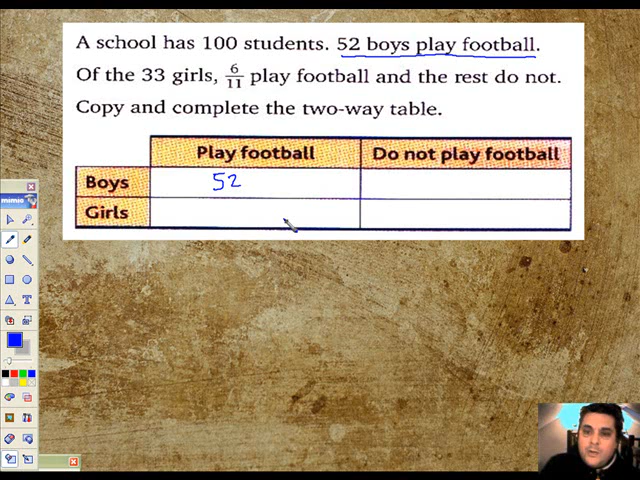 A school has 100 students. 52 boys play football.
Of the 33 girls, 6/11 play football and the rest do not.
Copy and complete the two-way table.
Play football Do not play football
Boys 52
Girls
mimio
T